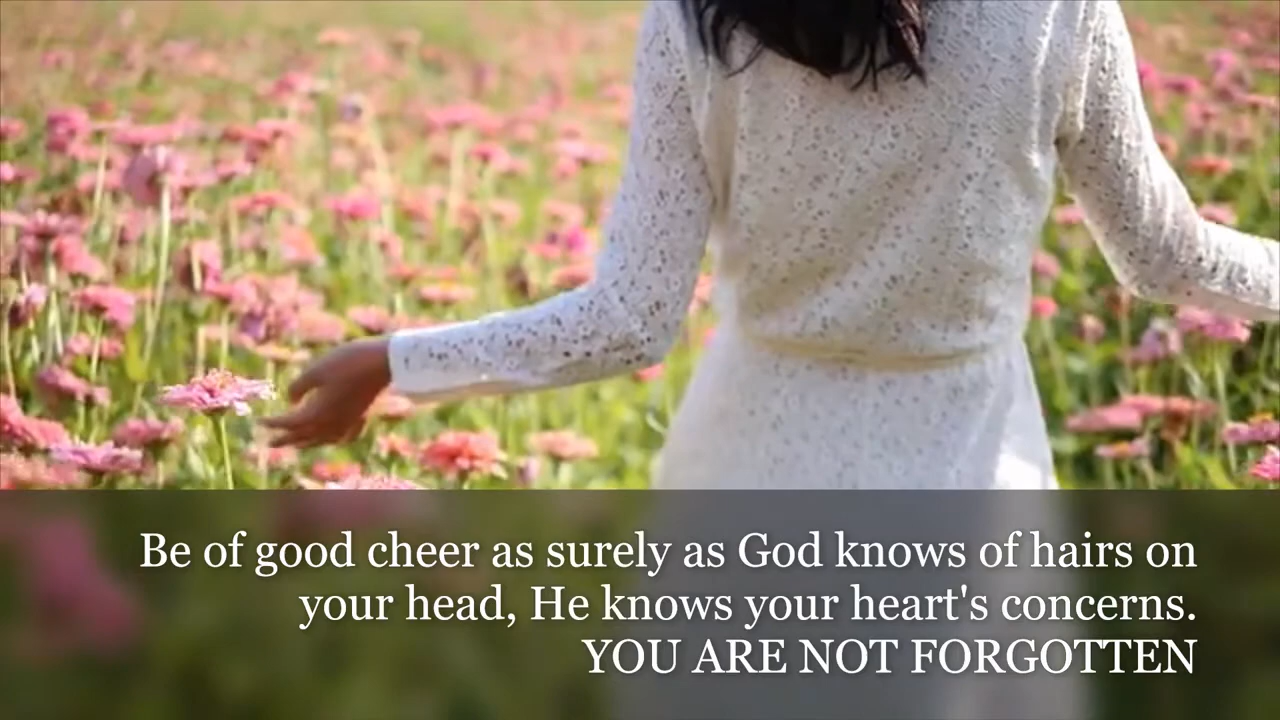 Be of good cheer as surely as God knows of hairs on
your head, He knows your heart's concerns.
YOU ARE NOT FORGOTTEN